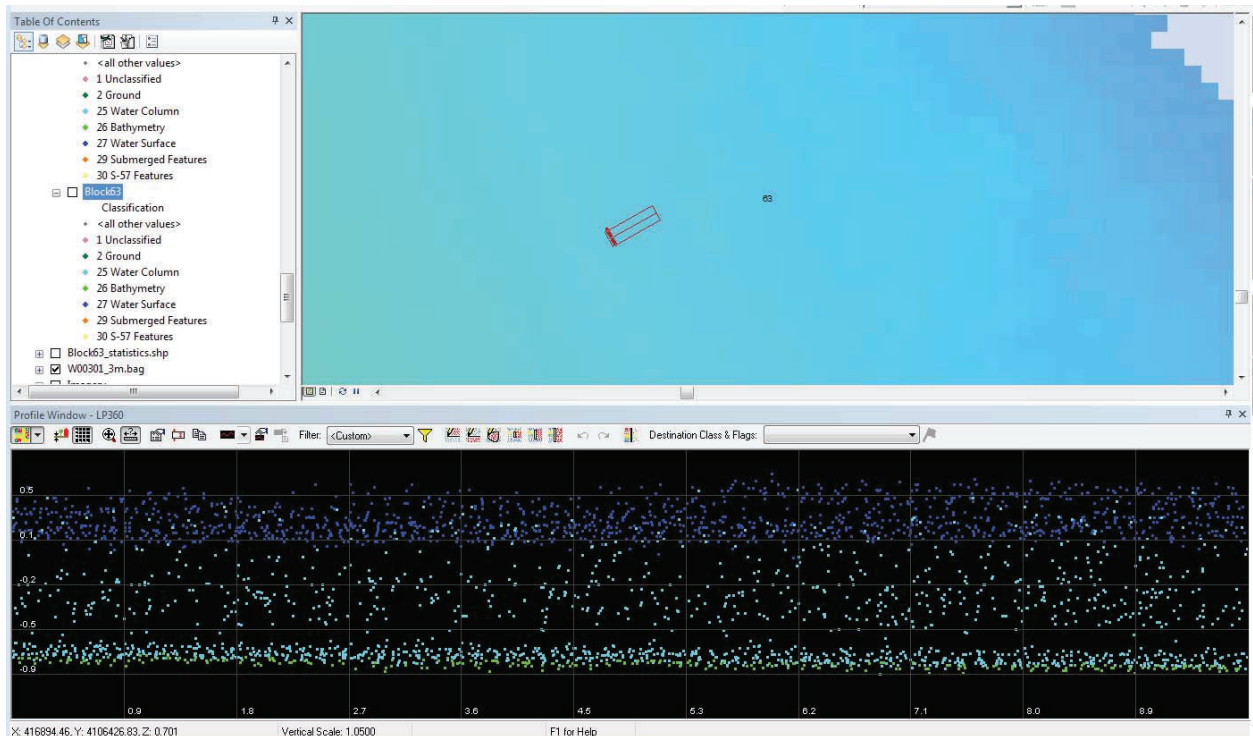 Table Of Contents
<all other values>
1 Unclassified
2 Ground
25 Water Column
26 Bathymetry
27 Water Surface
29 Submerged Features
30 S-57 Features
Block63
Classification
<all other values>
1 Unclassified
2 Ground
25 Water Column
26 Bathymetry
27 Water Surface
29 Submerged Features
30 S-57 Features
Block63_statistics.shp
W00301_3m.bag
63
Profile Window - LP360
Filter: <Custom>
Destination Class & Flags:
0.5
0.1
-0.2
-0.5
-0.9
0.9
1.8
2.7
3.6
4.5
5.3
6.2
7.1
8.0
8.9
X: 416894.46, Y: 4106426.83, Z: 0.701
Vertical Scale: 1.0500
F1 for Help